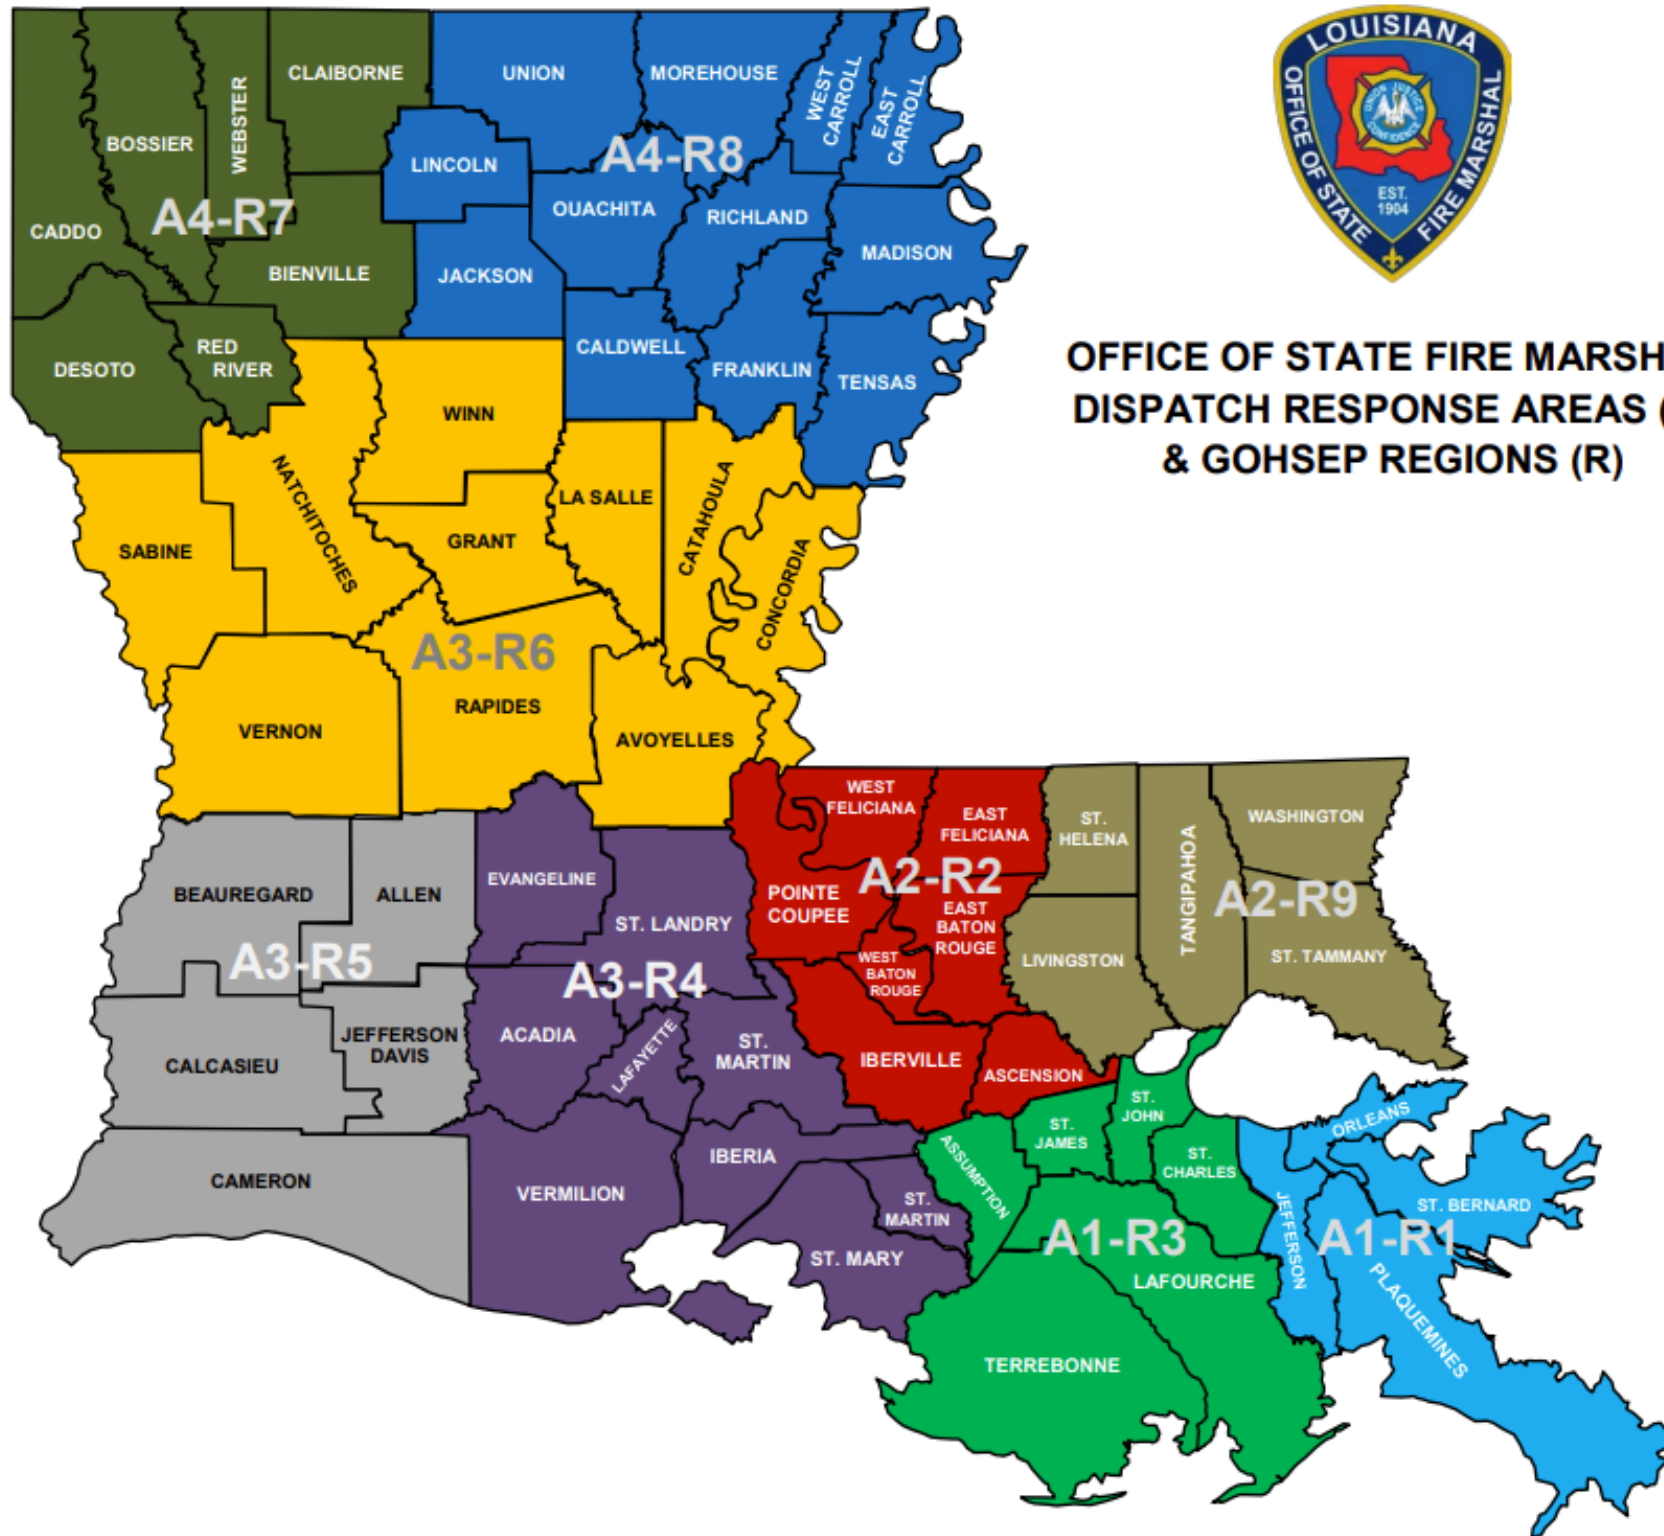 LOUISIANA
OFFICE OF STATE
FIRE MARSHAL
UNION JUSTICE
CONFIDENCE
EST.
1904
OFFICE OF STATE FIRE MARSH
DISPATCH RESPONSE AREAS (
& GOHSEP REGIONS (R)
CLAIBORNE
UNION
MOREHOUSE
WEST
CARROLL
EAST
CARROLL
BOSSIER
WEBSTER
LINCOLN
A4-R8
CADDO
A4-R7
OUACHITA
RICHLAND
MADISON
BIENVILLE
JACKSON
DESOTO
RED
RIVER
CALDWELL
FRANKLIN
TENSAS
WINN
NATCHITOCHES
LA SALLE
CATAHOULA
SABINE
GRANT
CONCORDIA
A3-R6
RAPIDES
VERNON
AVOYELLES
WEST
FELICIANA
EAST
FELICIANA
ST.
HELENA
TANGIPAHOA
WASHINGTON
BEAUREGARD
ALLEN
EVANGELINE
ST. LANDRY
POINTE
COUPEE
A2-R2
EAST
BATON
ROUGE
A2-R9
A3-R5
A3-R4
WEST
BATON
ROUGE
LIVINGSTON
ST. TAMMANY
CALCASIEU
JEFFERSON
DAVIS
ACADIA
LAFAYETTE
ST.
MARTIN
IBERVILLE
ASCENSION
ST.
JAMES
ST.
JOHN
ORLEANS
CAMERON
VERMILION
IBERIA
ST.
MARTIN
ASSUMPTION
ST.
CHARLES
JEFFERSON
ST. BERNARD
ST. MARY
A1-R3
A1-R1
LAFOURCHE
PLAQUEMINES
TERREBONNE